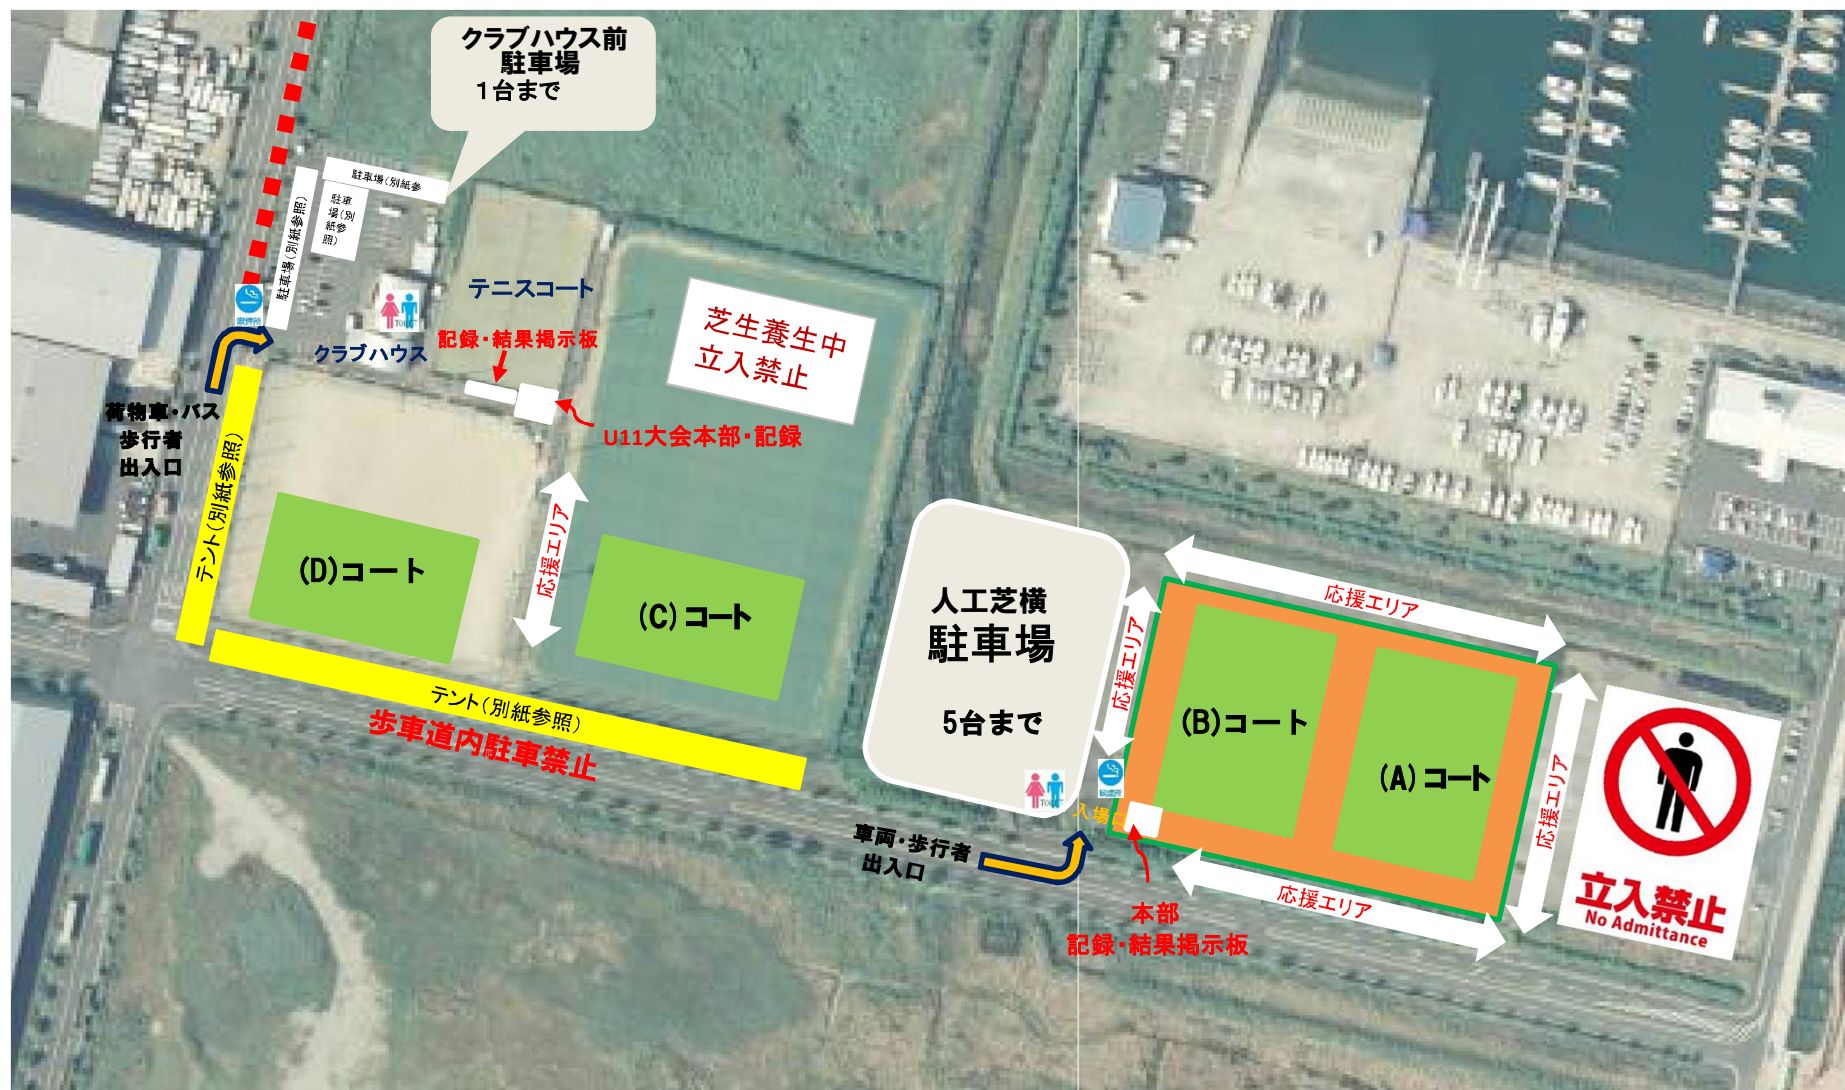 クラブハウス前
駐車場
1台まで
駐車場(別紙参
駐車
場(別
紙参
照)
駐車場(別紙参照)
テニスコート
芝生養生中
立入禁止
記録・結果掲示板
クラブハウス
U11大会本部・記録
荷物車・バス
歩行者
出入口
テント(別紙参照)
応援エリア
(D)コート
(C)コート
テント(別紙参照)
歩車道内駐車禁止
人工芝横
駐車場
5台まで
応援エリア
応援エリア
(B)コート
(A)コート
応援エリア
応援エリア
入場口
車両・歩行者
出入口
本部
記録・結果掲示板
立入禁止
No Admittance